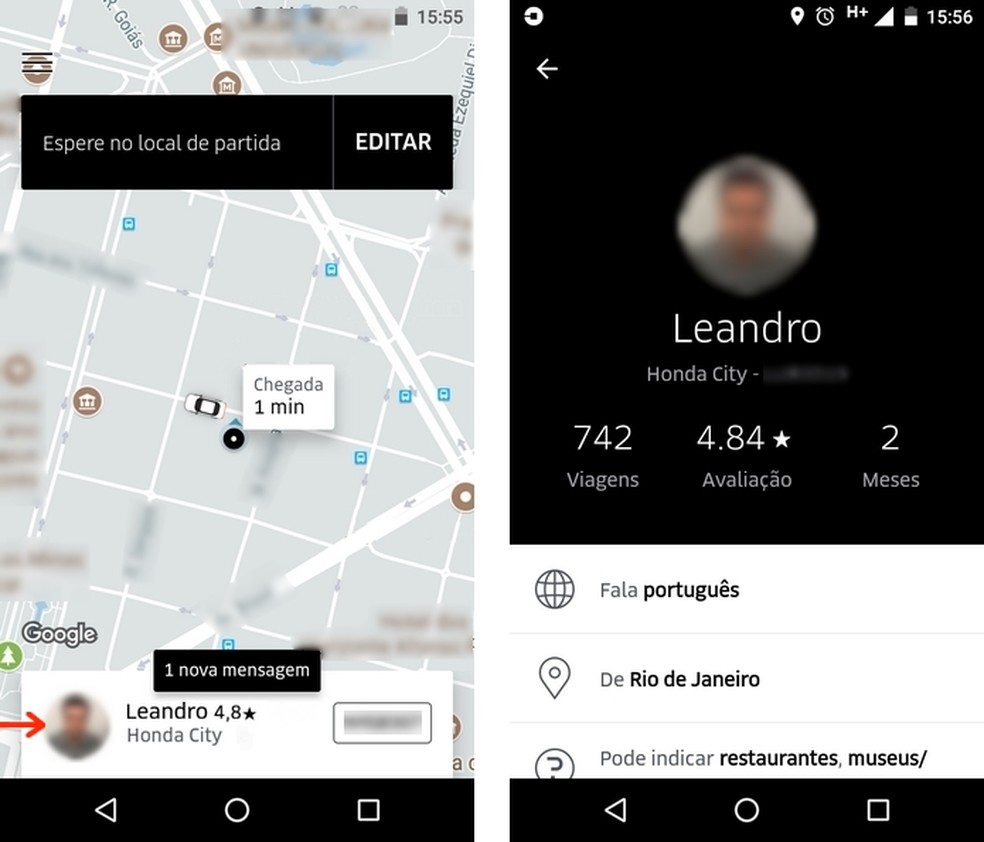 15:55
R. Goiás
Ezequiel Di
Espere no local de partida
EDITAR
Chegada
1 min
Google
1 nova mensagem
Leandro 4,8★
Honda City
15:56
H+
Leandro
Honda City -
742
4.84 ★
2
Viagens
Avaliação
Meses
Fala português
De Rio de Janeiro
Pode indicar restaurantes, museus/